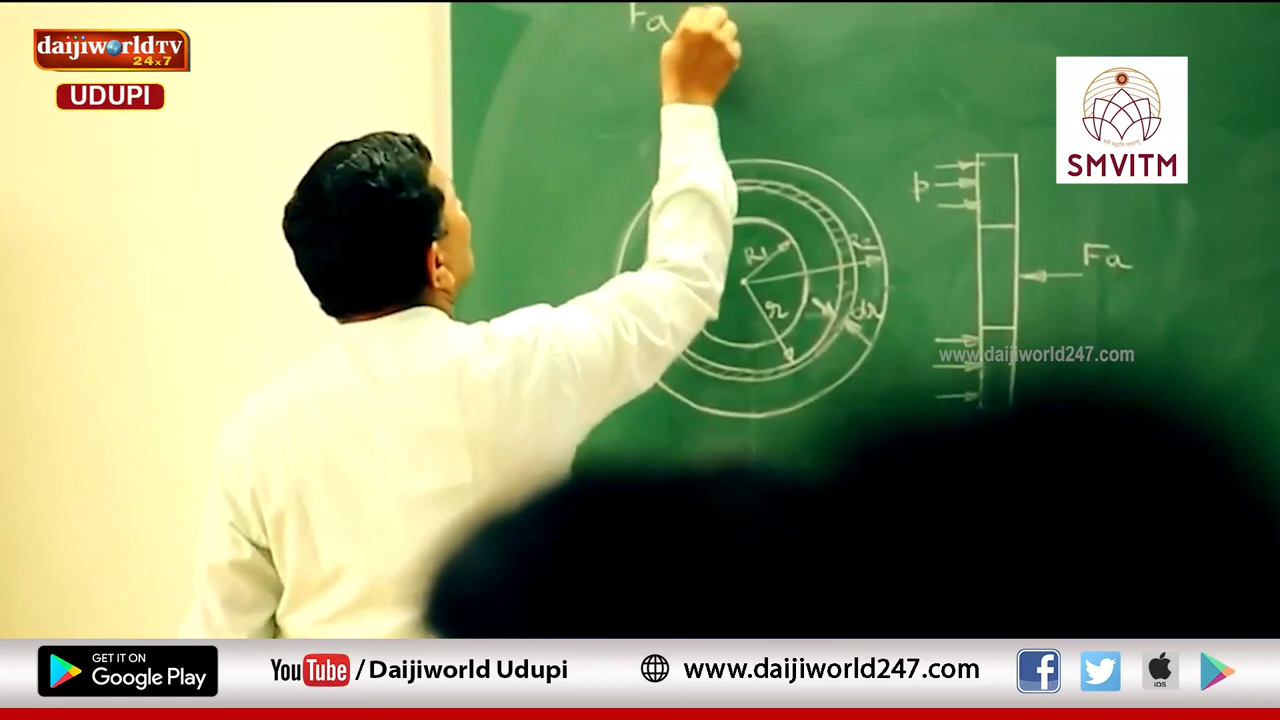 daijiworldTV
24x7
UDUPI
SMVITM
Fa
p
R1
Ro
r
dr
Fa
www.daijiworld247.com
GET IT ON
Google Play
YouTube / Daijiworld Udupi
www.daijiworld247.com
iOS